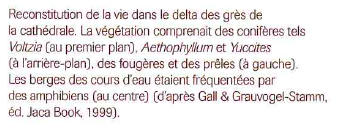 Reconstitution de la vie dans le delta des grès de
la cathédrale. La végétation comprenait des conifères tels
Voltzia (au premier plan), Aethophyllum et Yuccites
(à l'arrière-plan), des fougères et des prêles (à gauche).
Les berges des cours d'eau étaient fréquentées par
des amphibiens (au centre) (d'après Gall & Grauvogel-Stamm,
éd. Jaca Book, 1999).